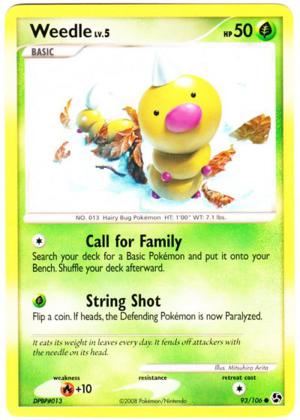 Weedle LV.5
HP 50
BASIC
NO. 013 Hairy Bug Pokémon HT: 1'00" WT: 7.1 lbs.
Call for Family
Search your deck for a Basic Pokémon and put it onto your
Bench. Shuffle your deck afterward.
String Shot
Flip a coin. If heads, the Defending Pokémon is now Paralyzed.
Illus. Mitsuhiro Arita
It eats its weight in leaves every day. It fends off attackers with
the needle on its head.
weakness resistance retreat cost
+10
DPBP#013 ©2008 Pokémon/Nintendo 93/106